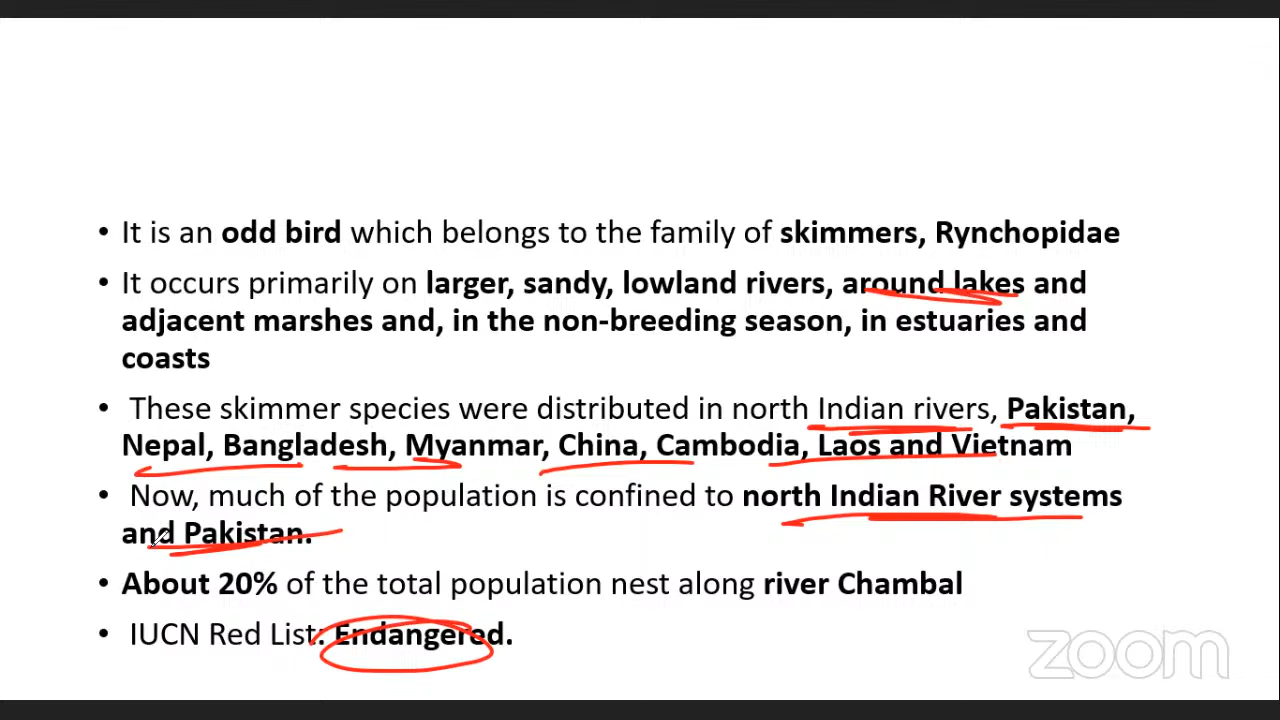 • It is an odd bird which belongs to the family of skimmers, Rynchopidae
• It occurs primarily on larger, sandy, lowland rivers, around lakes and
adjacent marshes and, in the non-breeding season, in estuaries and
coasts
• These skimmer species were distributed in north Indian rivers, Pakistan,
Nepal, Bangladesh, Myanmar, China, Cambodia, Laos and Vietnam
• Now, much of the population is confined to north Indian River systems
and Pakistan.
• About 20% of the total population nest along river Chambal
• IUCN Red List: Endangered.
zoom